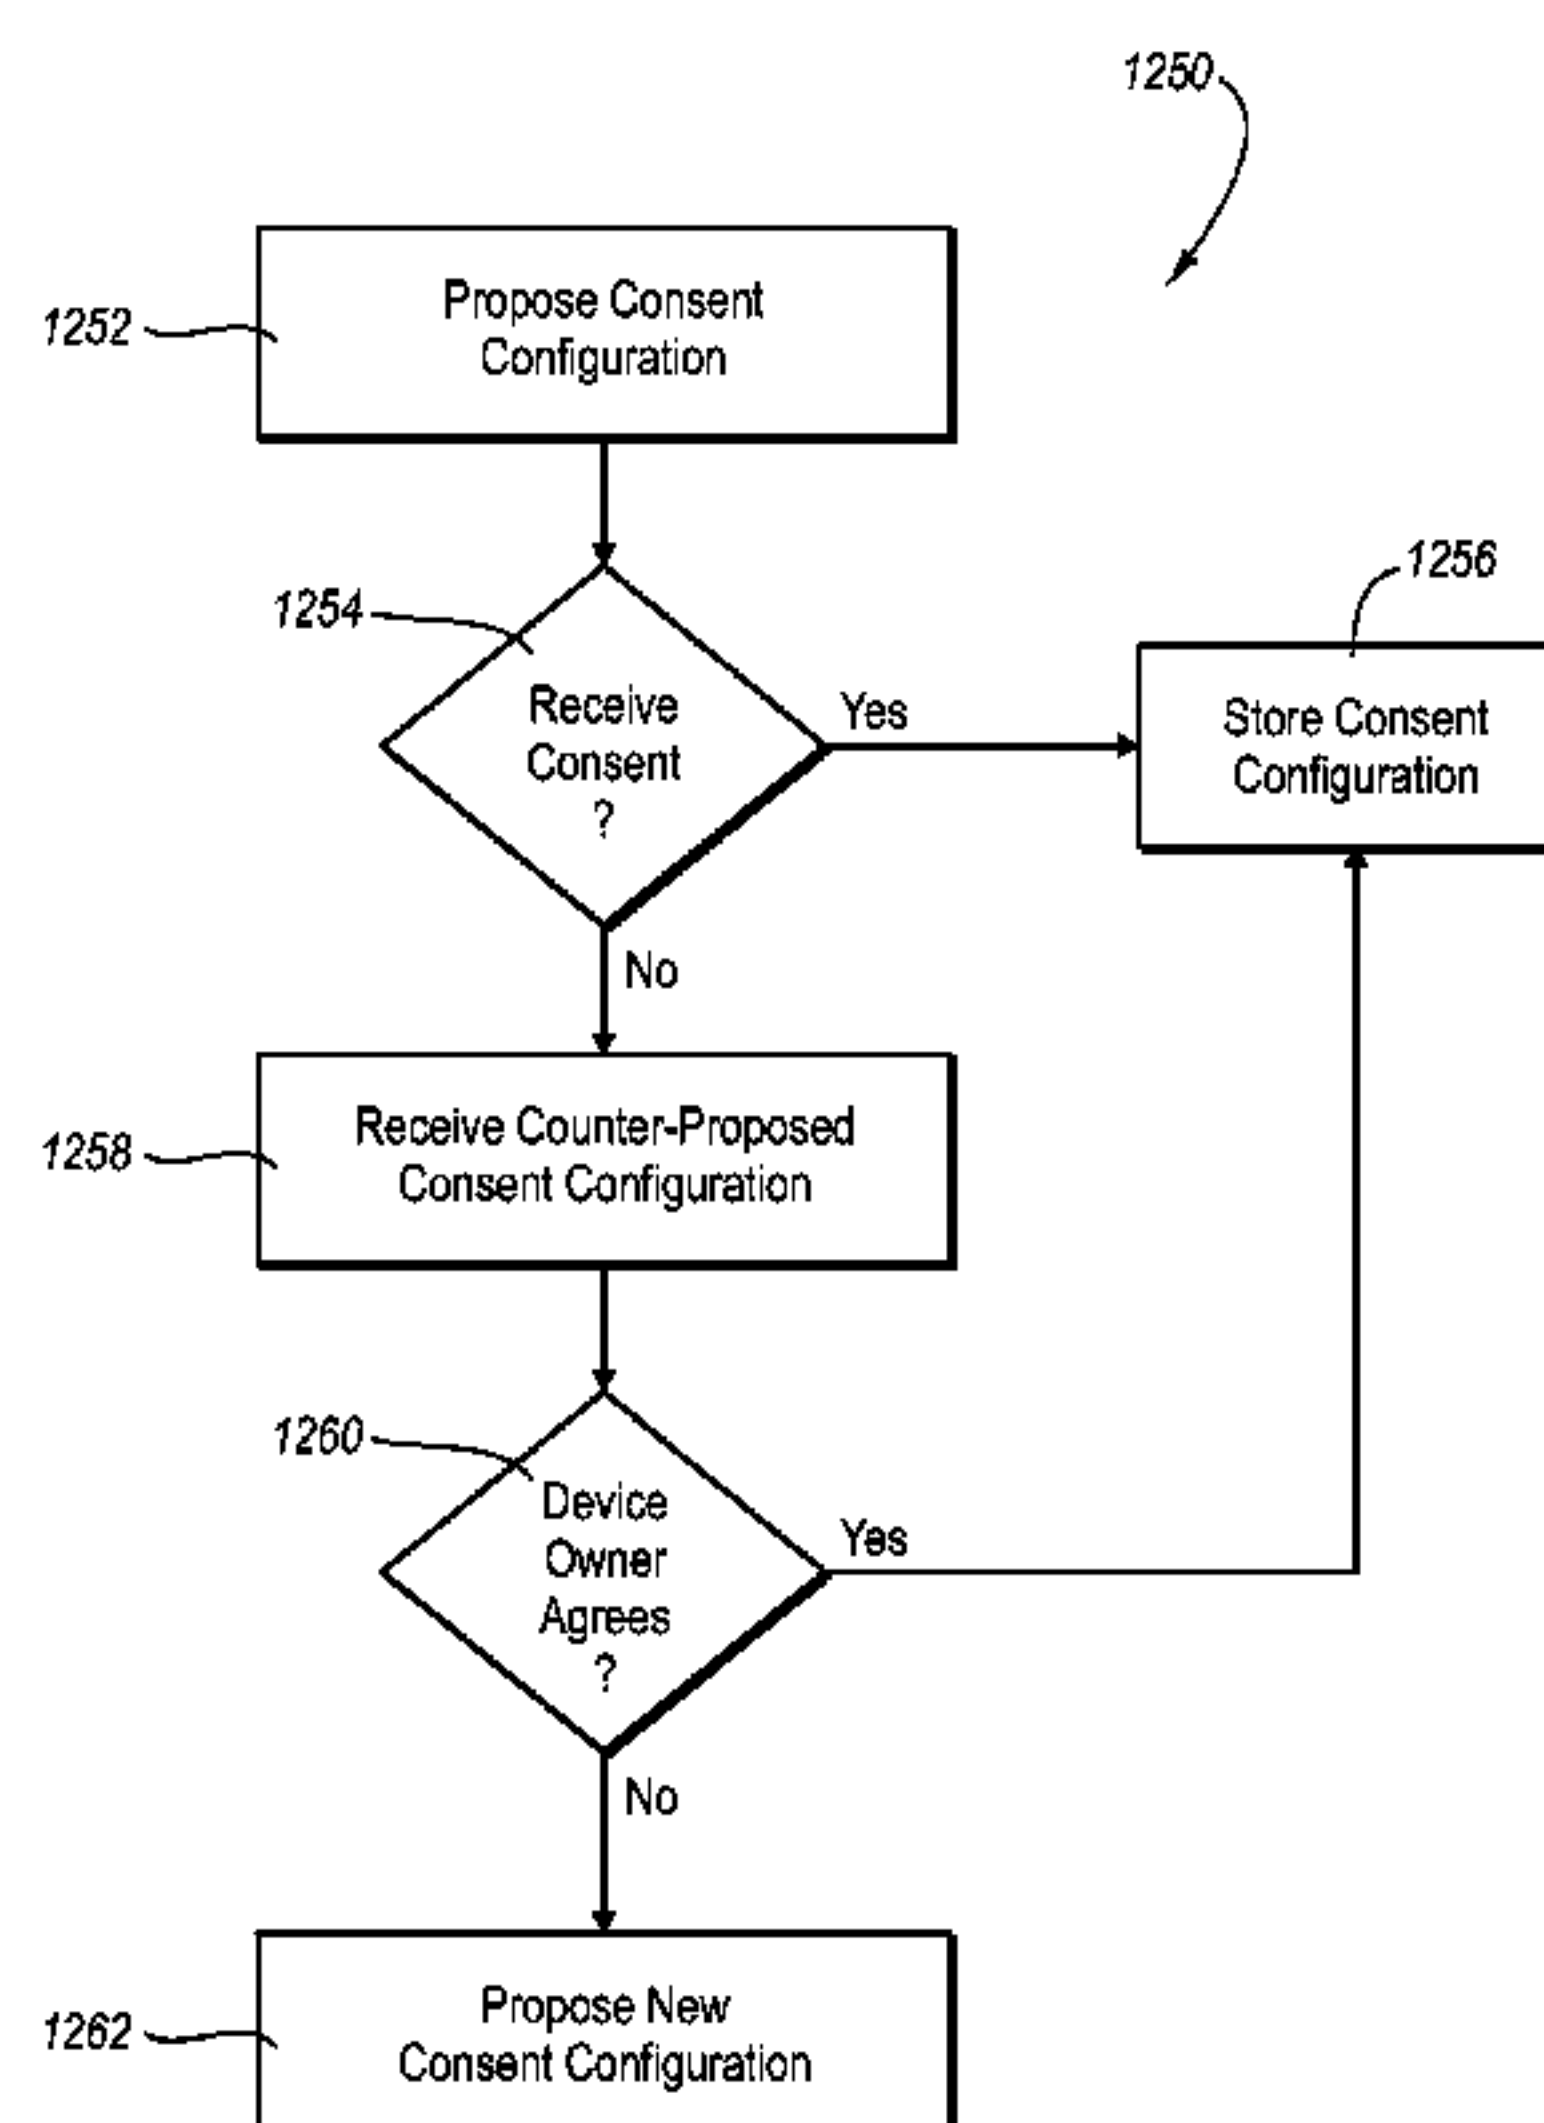 1250
Propose Consent
Configuration
1252
1254
Receive
Consent
?
Yes
1256
Store Consent
Configuration
No
Receive Counter-Proposed
Consent Configuration
1258
1260
Device
Owner
Agrees
?
Yes
No
Propose New
Consent Configuration
1262